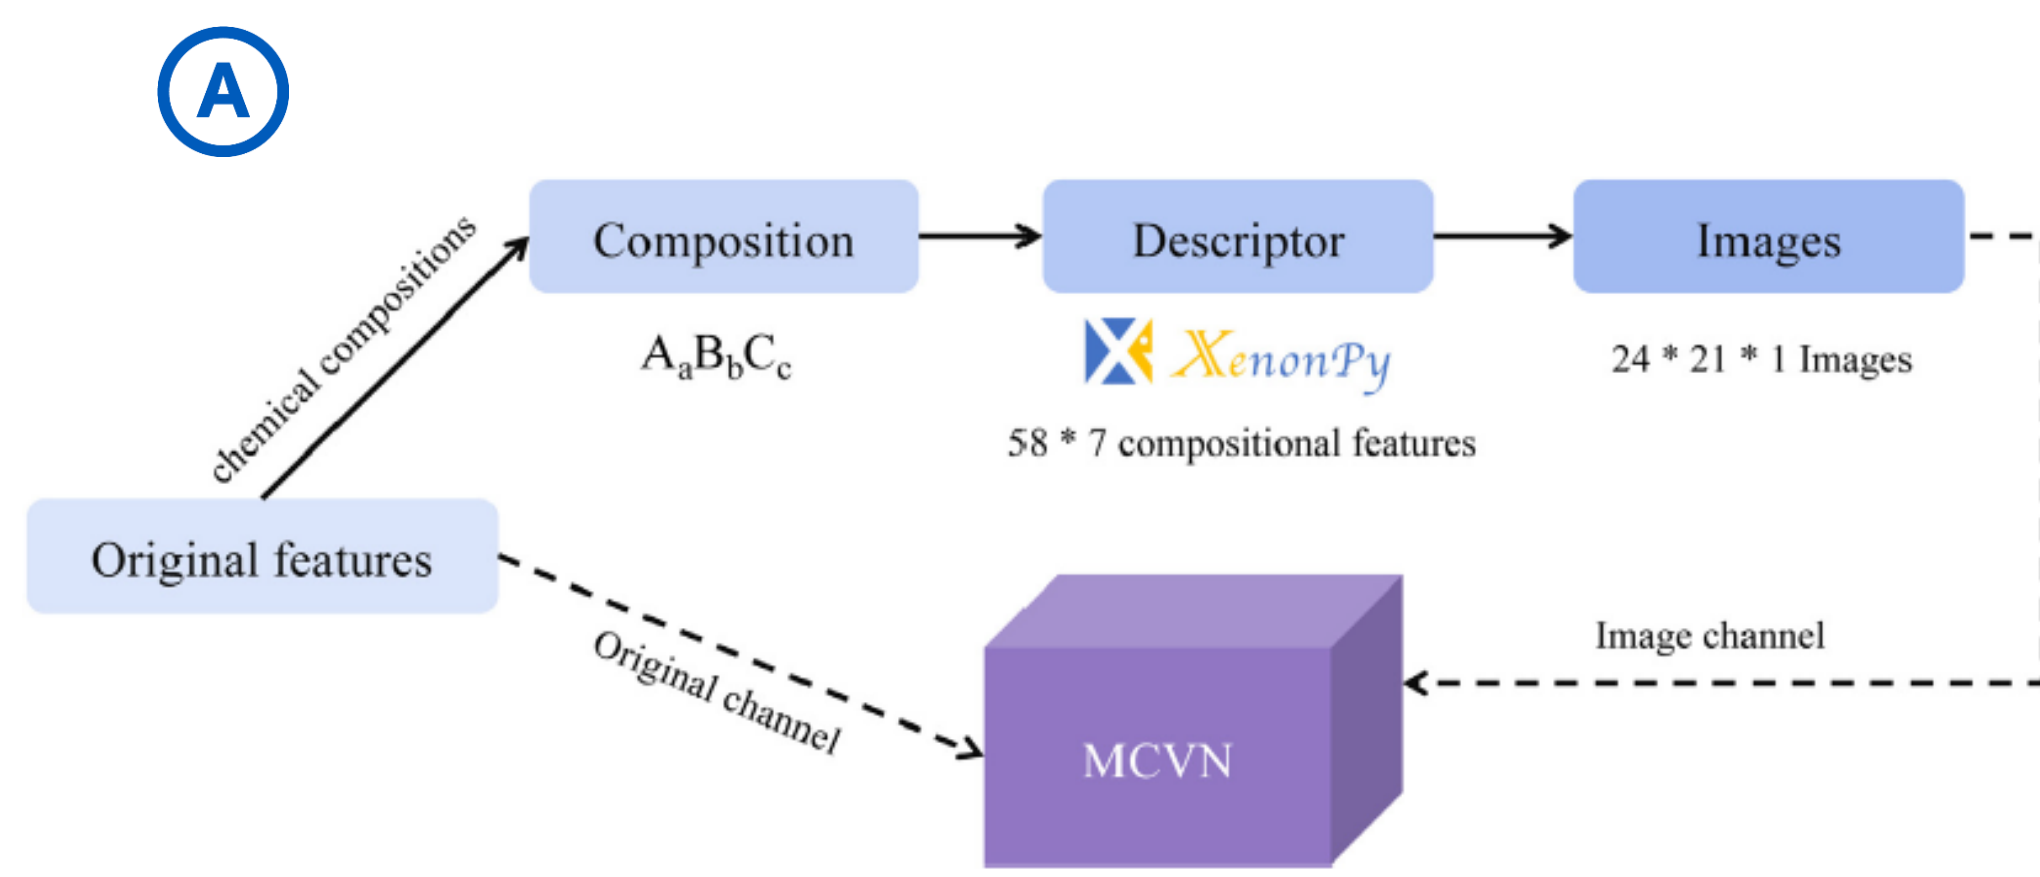 A
chemical compositions
Composition
Descriptor
Images
AaBbCc
XenonPy
24 * 21 * 1 Images
58 * 7 compositional features
Original features
Original channel
Image channel
MCVN